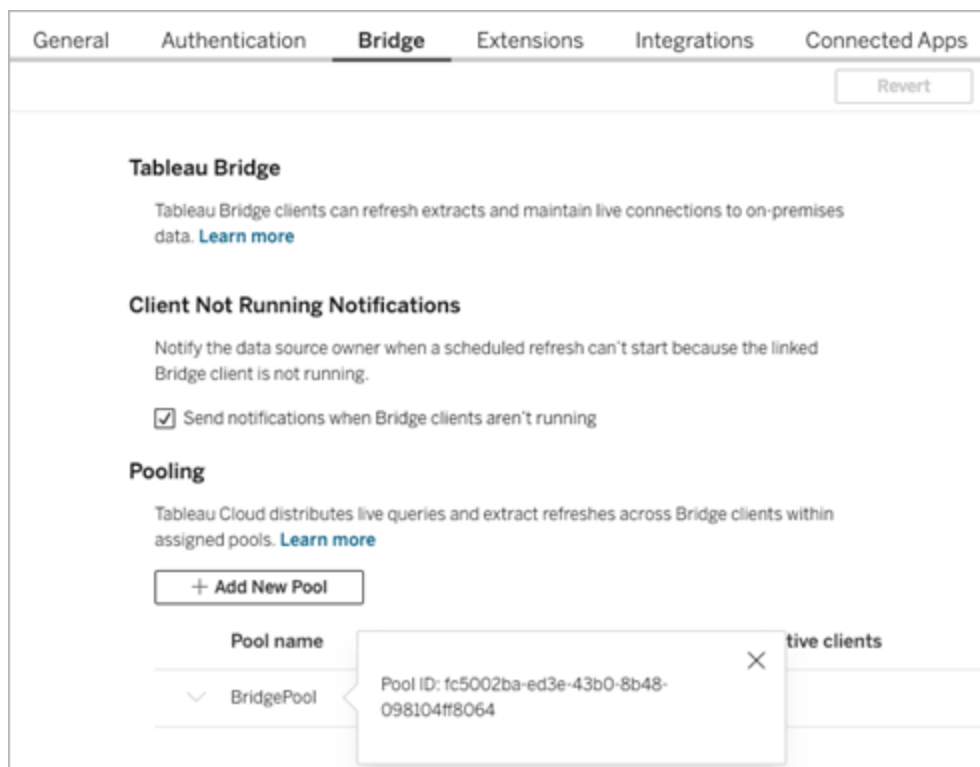 General Authentication Bridge Extensions Integrations Connected Apps
Revert
Tableau Bridge
Tableau Bridge clients can refresh extracts and maintain live connections to on-premises
data. Learn more
Client Not Running Notifications
Notify the data source owner when a scheduled refresh can't start because the linked
Bridge client is not running.
Send notifications when Bridge clients aren't running
Pooling
Tableau Cloud distributes live queries and extract refreshes across Bridge clients within
assigned pools. Learn more
+ Add New Pool
Pool name tive clients
BridgePool
Pool ID: fc5002ba-ed3e-43b0-8b48-
098104ff8064